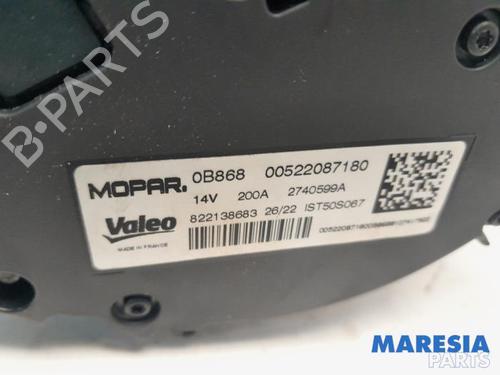 MOPAR. 0B868 00522087180
14V 200A 2740599A
Valeo 822138683 26/22 IST50S067
MADE IN FRANCE
B-PARTS
MARESIA
PARTS